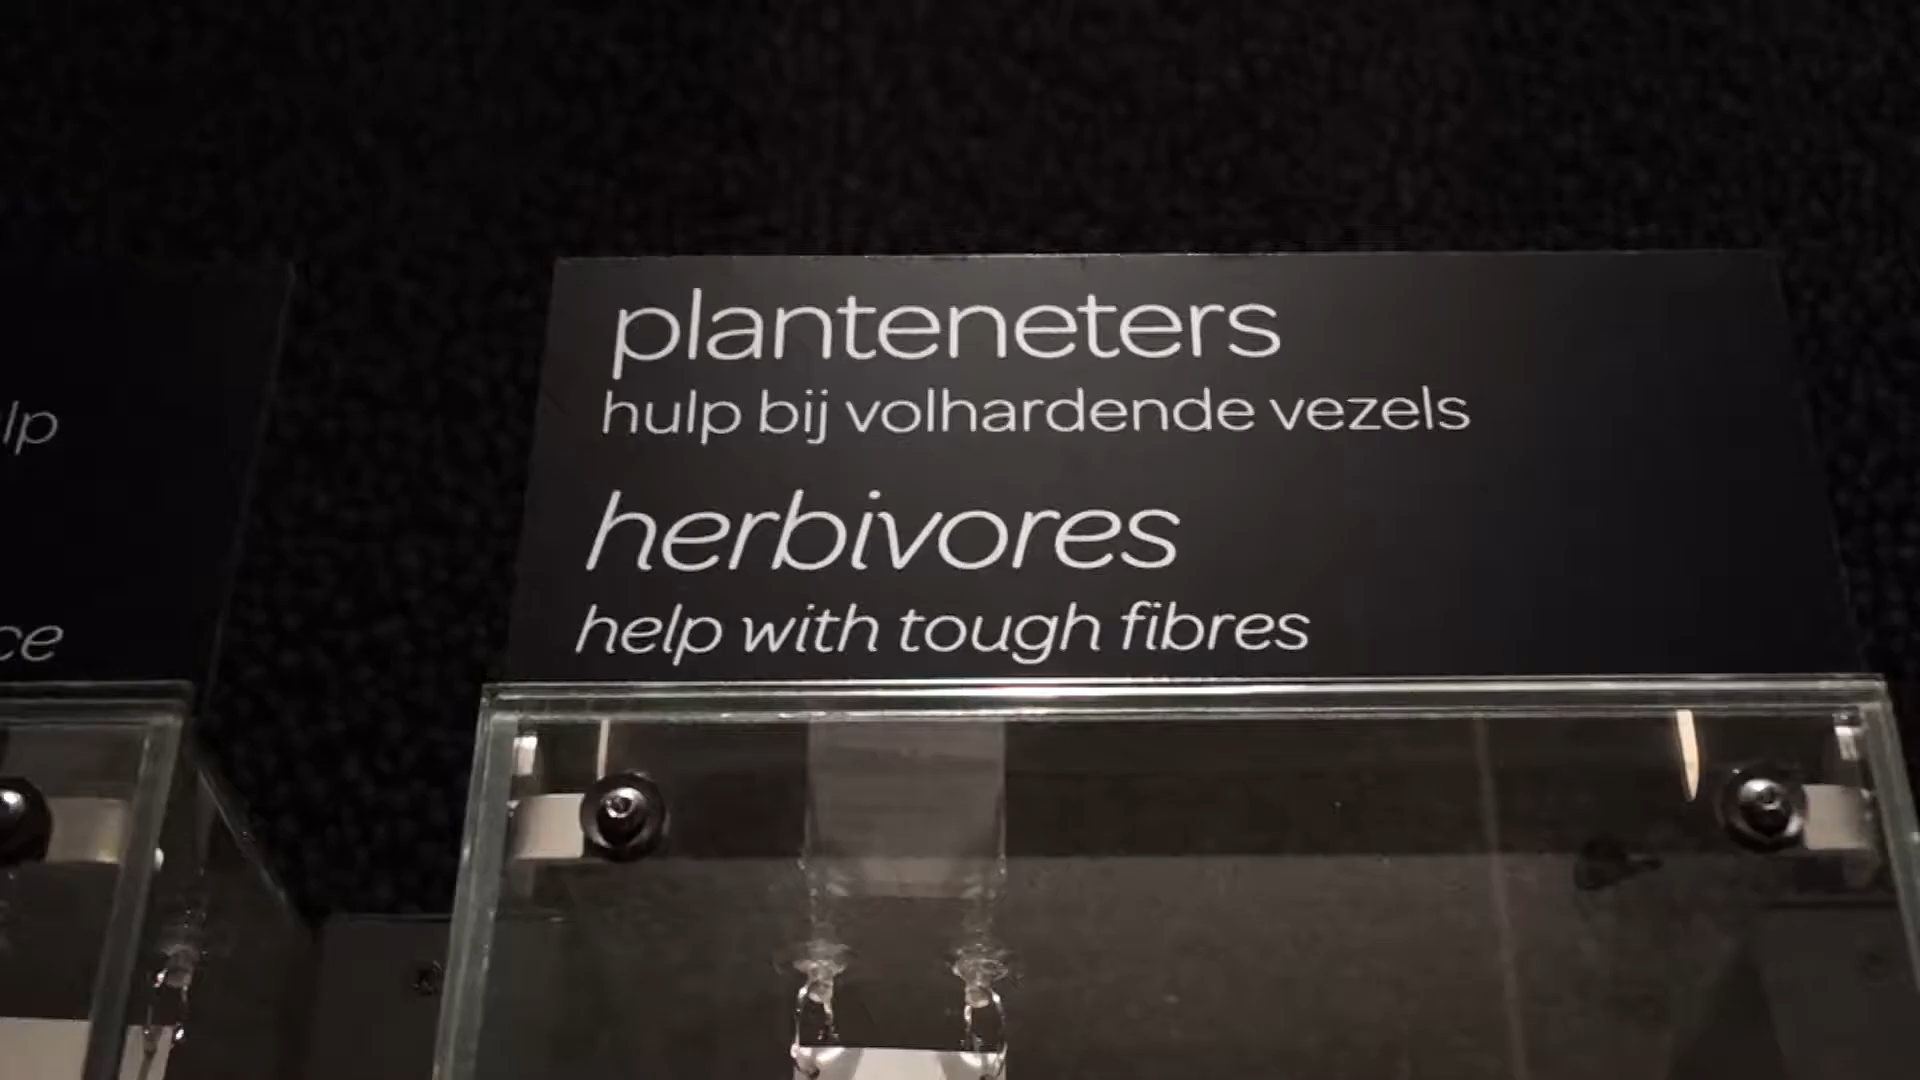 planteneters
hulp bij volhardende vezels
herbivores
help with tough fibres